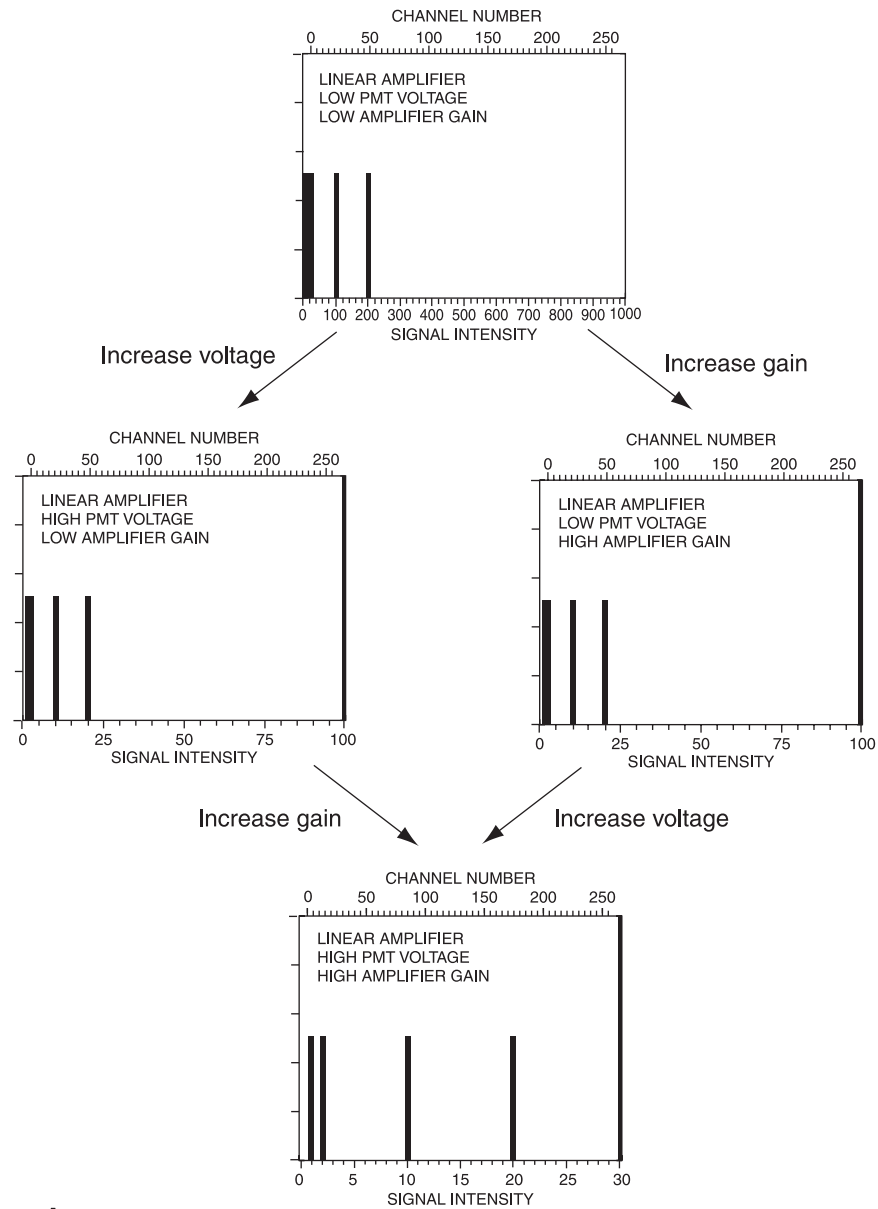 CHANNEL NUMBER
0 50 100 150 200 250
LINEAR AMPLIFIER
LOW PMT VOLTAGE
LOW AMPLIFIER GAIN
0 100 200 300 400 500 600 700 800 900 1000
SIGNAL INTENSITY
Increase voltage
Increase gain
CHANNEL NUMBER
0 50 100 150 200 250
LINEAR AMPLIFIER
HIGH PMT VOLTAGE
LOW AMPLIFIER GAIN
0 25 50 75 100
SIGNAL INTENSITY
CHANNEL NUMBER
0 50 100 150 200 250
LINEAR AMPLIFIER
LOW PMT VOLTAGE
HIGH AMPLIFIER GAIN
0 25 50 75 100
SIGNAL INTENSITY
Increase gain
Increase voltage
CHANNEL NUMBER
0 50 100 150 200 250
LINEAR AMPLIFIER
HIGH PMT VOLTAGE
HIGH AMPLIFIER GAIN
0 5 10 15 20 25 30
SIGNAL INTENSITY